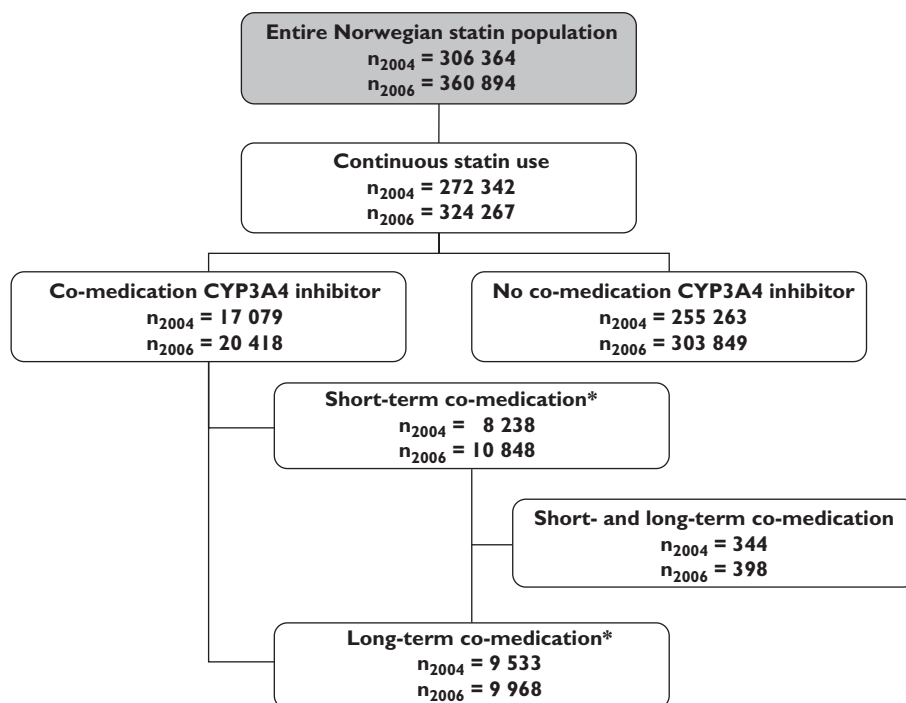 Entire Norwegian statin population
n2004 = 306 364
n2006 = 360 894
Continuous statin use
n2004 = 272 342
n2006 = 324 267
Co-medication CYP3A4 inhibitor
n2004 = 17 079
n2006 = 20 418
No co-medication CYP3A4 inhibitor
n2004 = 255 263
n2006 = 303 849
Short-term co-medication*
n2004 = 8 238
n2006 = 10 848
Short- and long-term co-medication
n2004 = 344
n2006 = 398
Long-term co-medication*
n2004 = 9 533
n2006 = 9 968